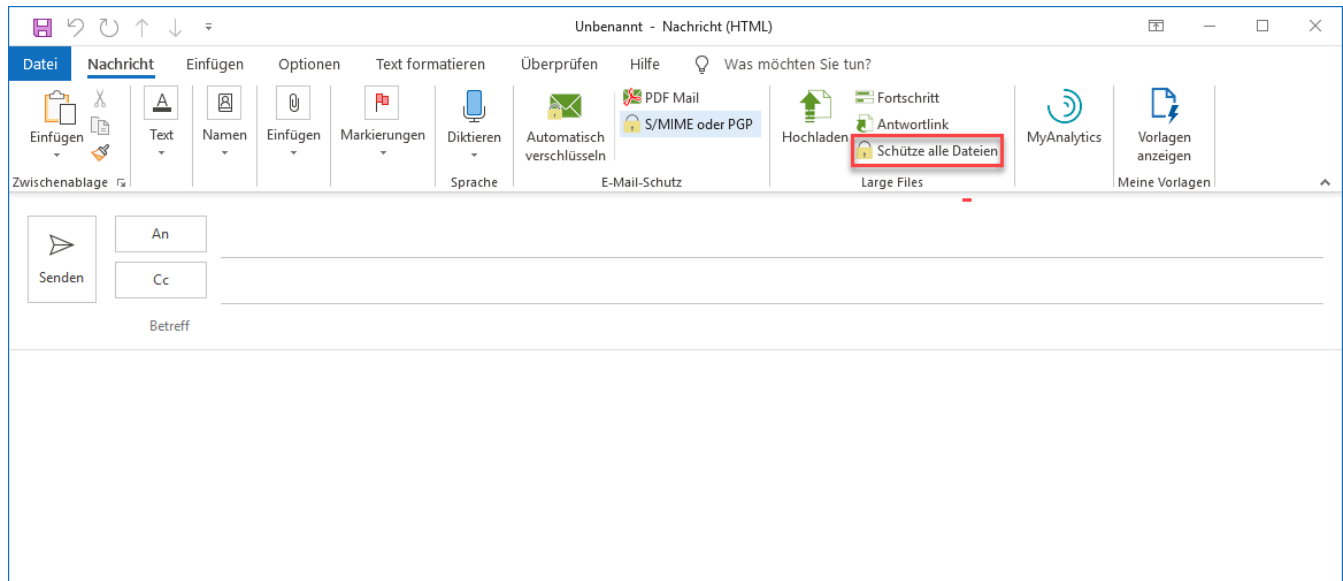 Unbenannt - Nachricht (HTML)
Datei Nachricht Einfügen Optionen Text formatieren Überprüfen Hilfe Was möchten Sie tun?
Einfügen
Text
Namen
Einfügen
Markierungen
Diktieren
Automatisch
verschlüsseln
PDF Mail
S/MIME oder PGP
Hochladen
Fortschritt
Antwortlink
Schütze alle Dateien
MyAnalytics
Vorlagen
anzeigen
Zwischenablage Sprache E-Mail-Schutz Large Files Meine Vorlagen
Senden
An
Cc
Betreff